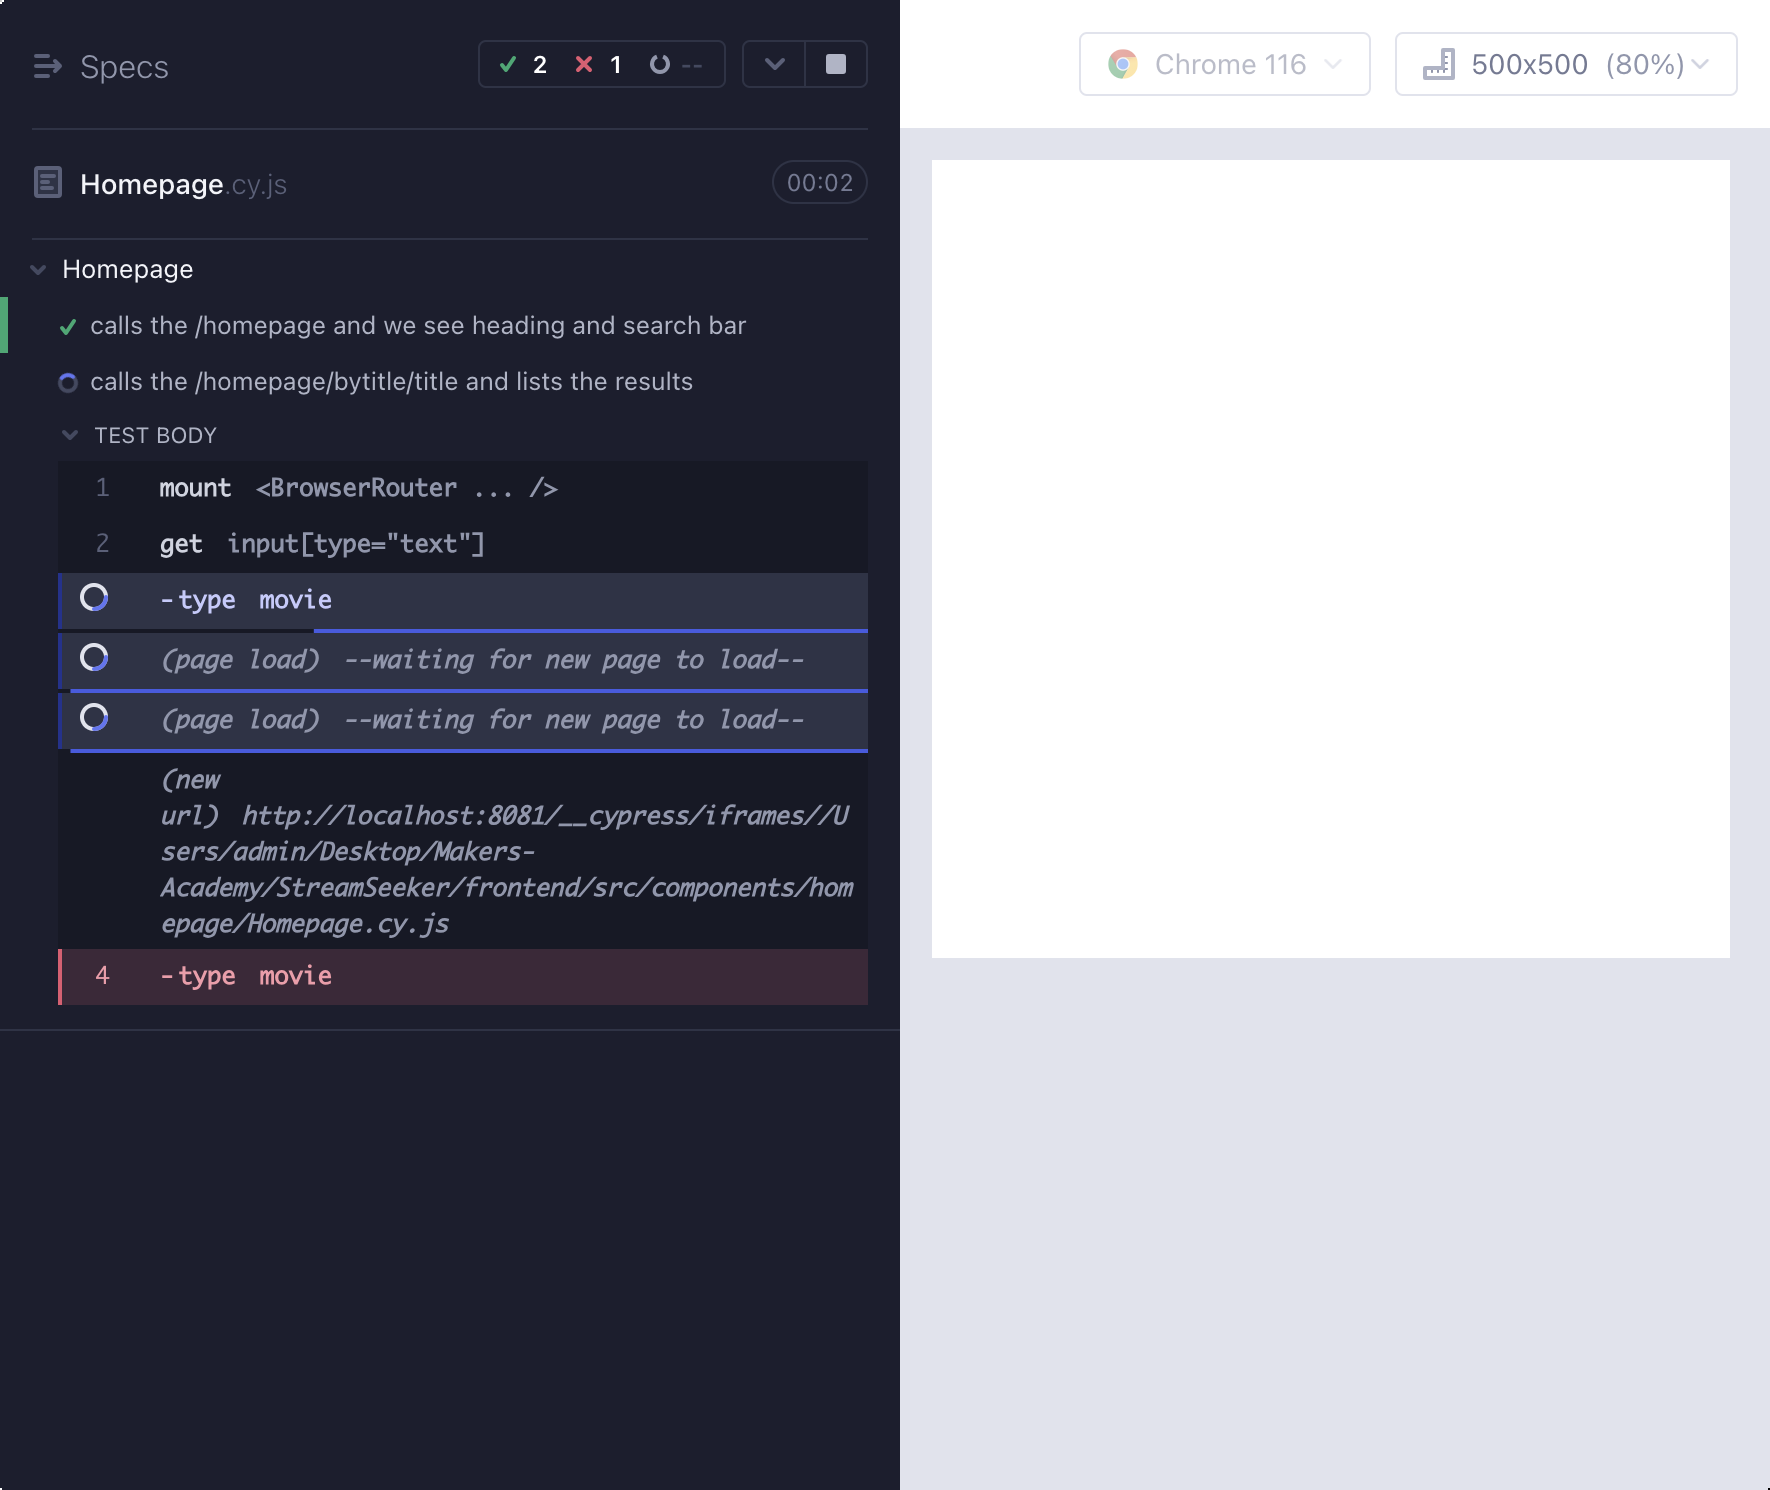 Specs
2 1 --
Chrome 116
500x500 (80%)
Homepage.cy.js
00:02
Homepage
calls the /homepage and we see heading and search bar
calls the /homepage/bytitle/title and lists the results
TEST BODY
1 mount <BrowserRouter ... />
2 get input[type="text"]
-type movie
(page load) --waiting for new page to load--
(page load) --waiting for new page to load--
(new
url) http://localhost:8081/__cypress/iframes//U
sers/admin/Desktop/Makers-
Academy/StreamSeeker/frontend/src/components/hom
epage/Homepage.cy.js
4 -type movie